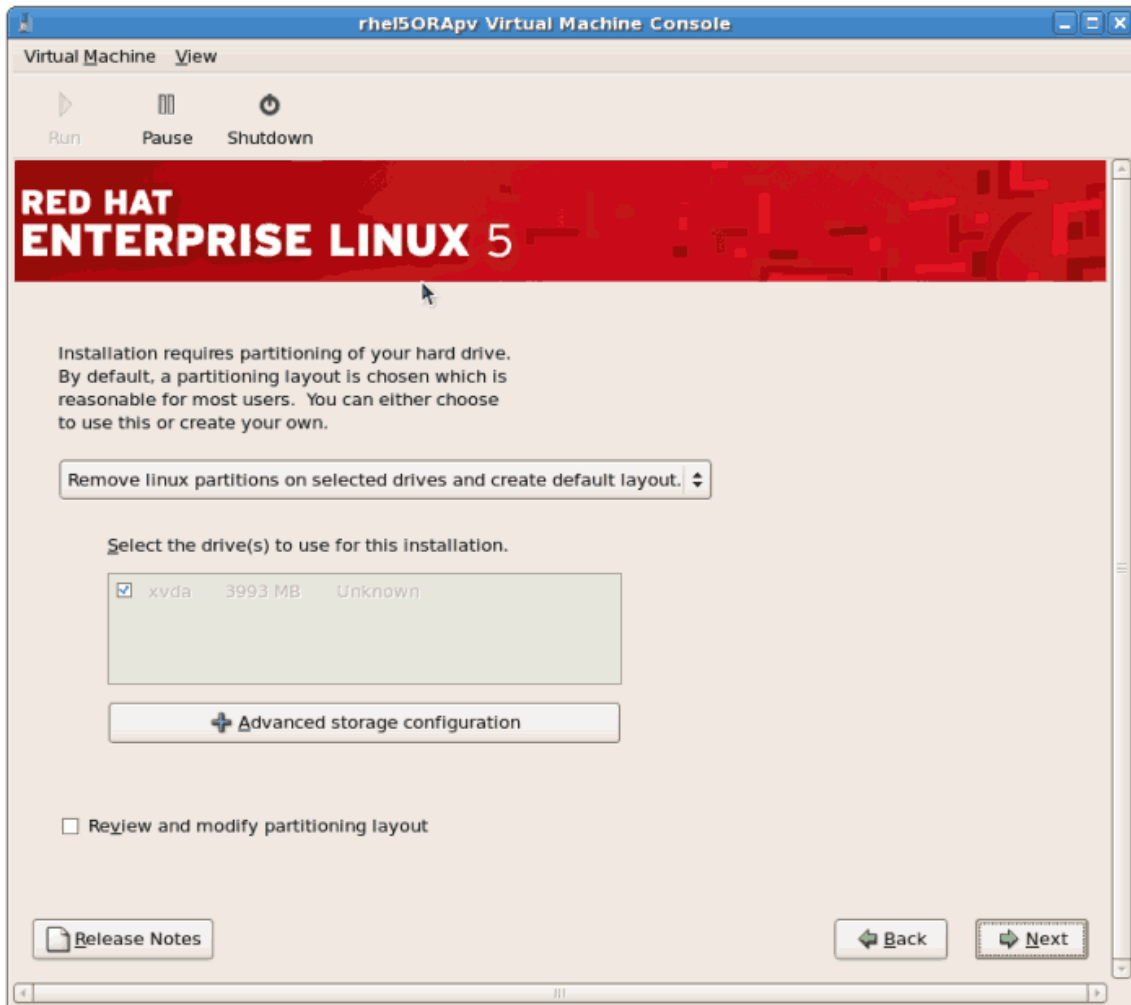 rhel5ORApv Virtual Machine Console
Virtual Machine View
Run Pause Shutdown
RED HAT
ENTERPRISE LINUX 5
Installation requires partitioning of your hard drive.
By default, a partitioning layout is chosen which is
reasonable for most users. You can either choose
to use this or create your own.
Remove linux partitions on selected drives and create default layout.
Select the drive(s) to use for this installation.
xvda 3993 MB Unknown
Advanced storage configuration
Review and modify partitioning layout
Release Notes Back Next